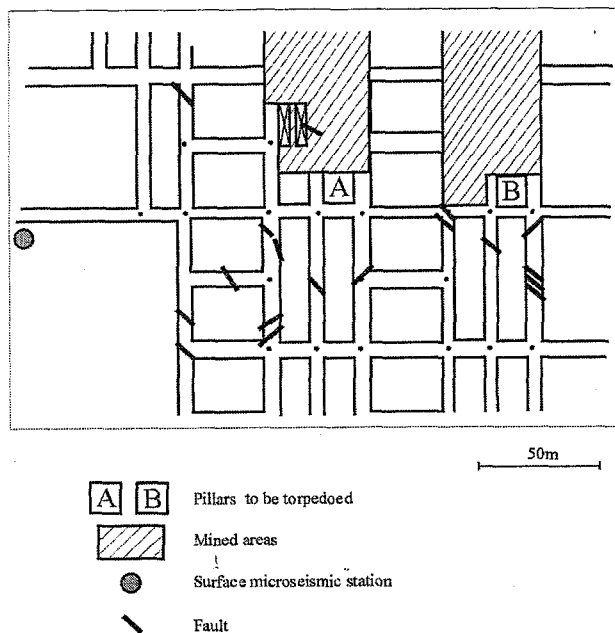 A
B
50m
A B Pillars to be torpedoed
Mined areas
Surface microseismic station
Fault